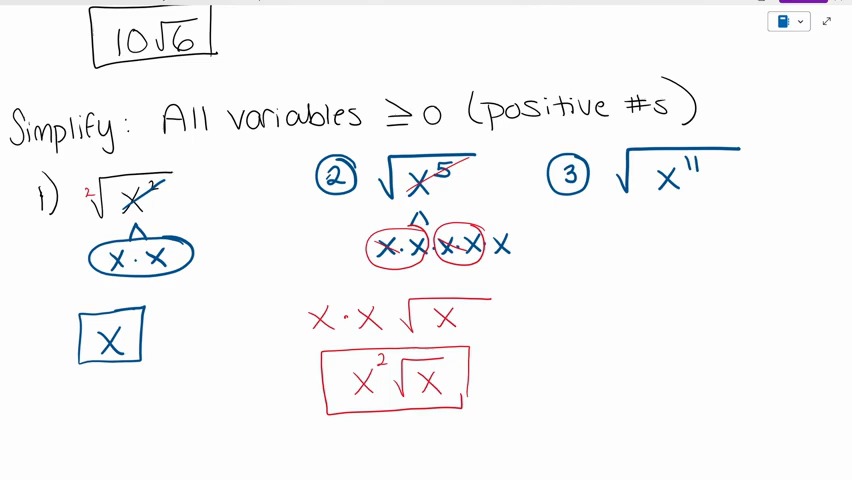 10√6
Simplify: All variables ≥ 0 (positive #s)
1) ²√x² ② √x⁵ ③ √x¹¹
x · x x · x · x · x · x
x · x √x
x x² √x